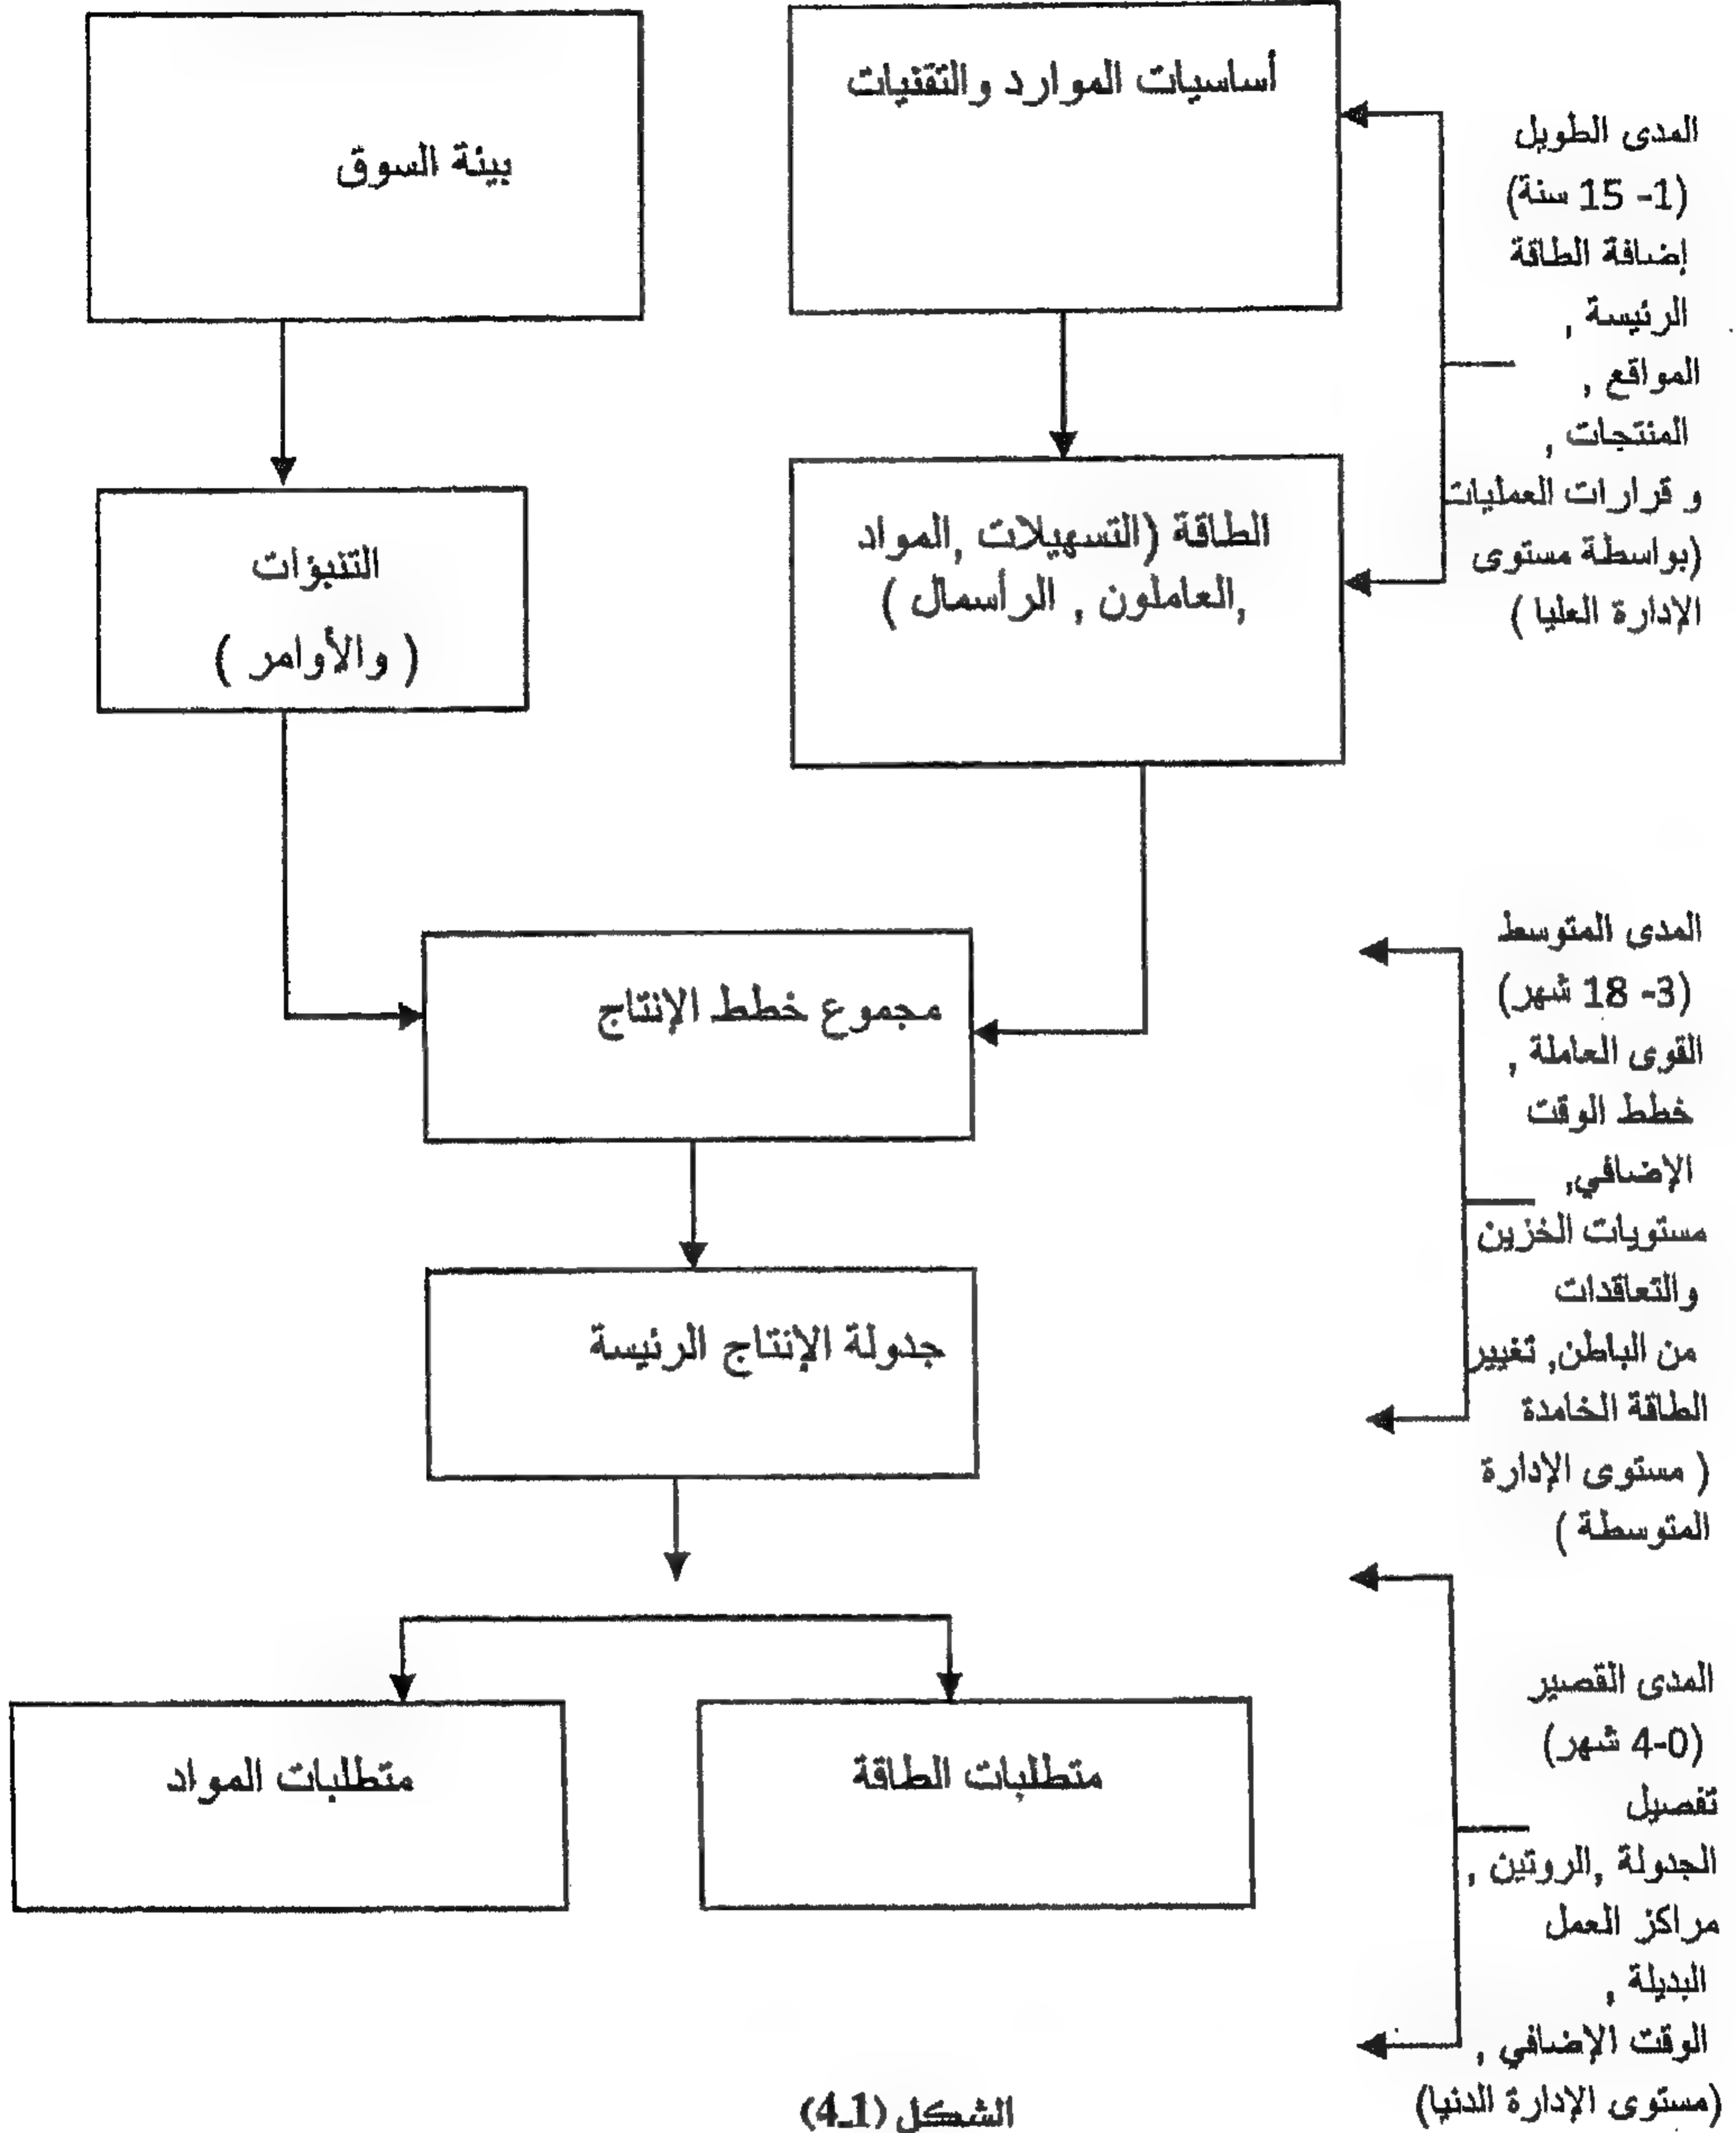 أساسيات الموارد والتقنيات
بيئة السوق
المدى الطويل
(1- 15 سنة)
إضافة الطاقة
الرئيسة ,
المواقع ,
المنتجات ,
و قرارات العمليات
(بواسطة مستوى
الإدارة العليا )
الطاقة (التسهيلات ,المواد
,العاملون , الرأسمال )
التنبؤات
( والأوامر )
مجموع خطط الإنتاج
جدولة الإنتاج الرئيسة
المدى المتوسط
(3- 18 شهر)
القوى العاملة ,
خطط الوقت
الإضافي,
مستويات الخزين
والتعاقدات
من الباطن, تغيير
الطاقة الخامدة
( مستوى الإدارة
المتوسطة )
متطلبات الطاقة
متطلبات المواد
المدى القصير
(0-4 شهر)
تفصيل
الجدولة ,الروتين ,
مراكز العمل
البديلة ,
الوقت الإضافي ,
(مستوى الإدارة الدنيا)
الشكل (1_4)